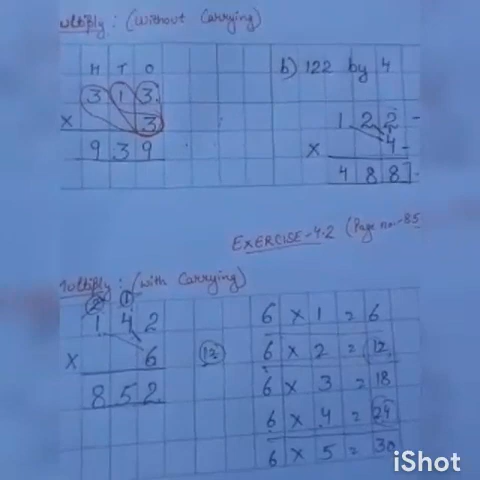 ultiply : (Without Carrying)
H T O
3 1 3
× 3
9 3 9
b) 122 by 4
1 2 2
× 4
4 8 8
EXERCISE-4.2 (Page no-85
Multiply : (with Carrying)
2 1
1 4 2
× 6
8 5 2
12
6 × 1 = 6
6 × 2 = 12
6 × 3 = 18
6 × 4 = 24
6 × 5 = 30
iShot